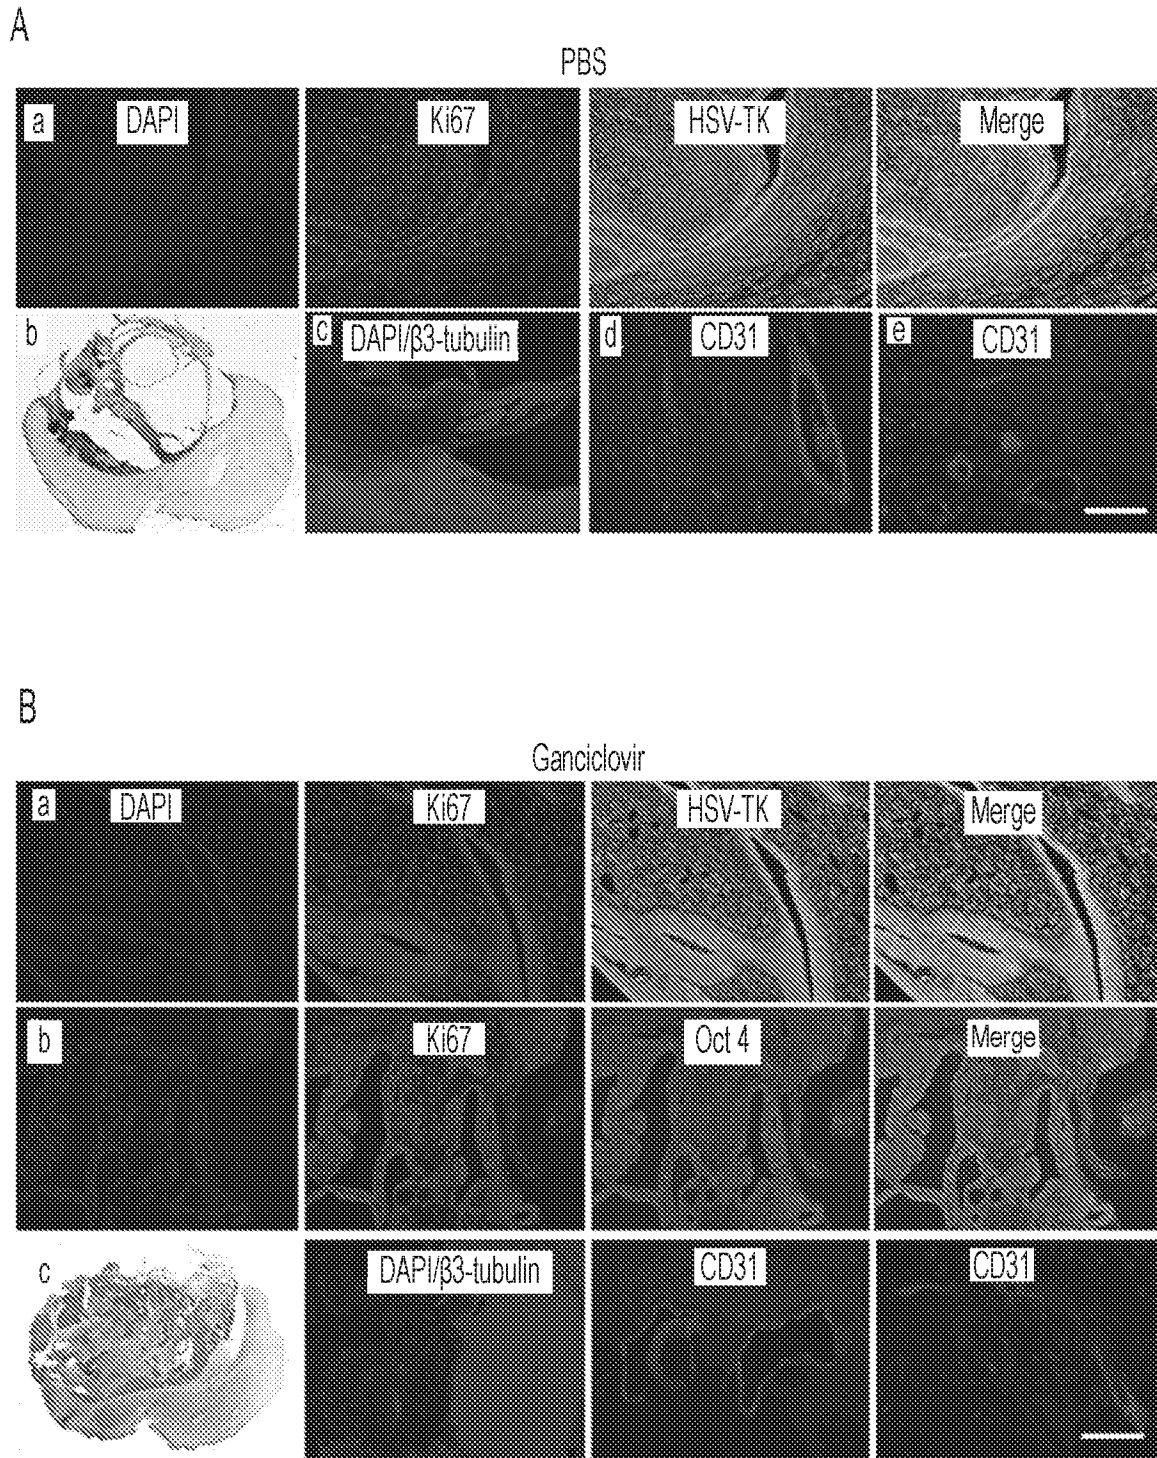 A
PBS
a DAPI Ki67 HSV-TK Merge
b c DAPI/β3-tubulin d CD31 e CD31
B
Ganciclovir
a DAPI Ki67 HSV-TK Merge
b Ki67 Oct 4 Merge
c DAPI/β3-tubulin CD31 CD31